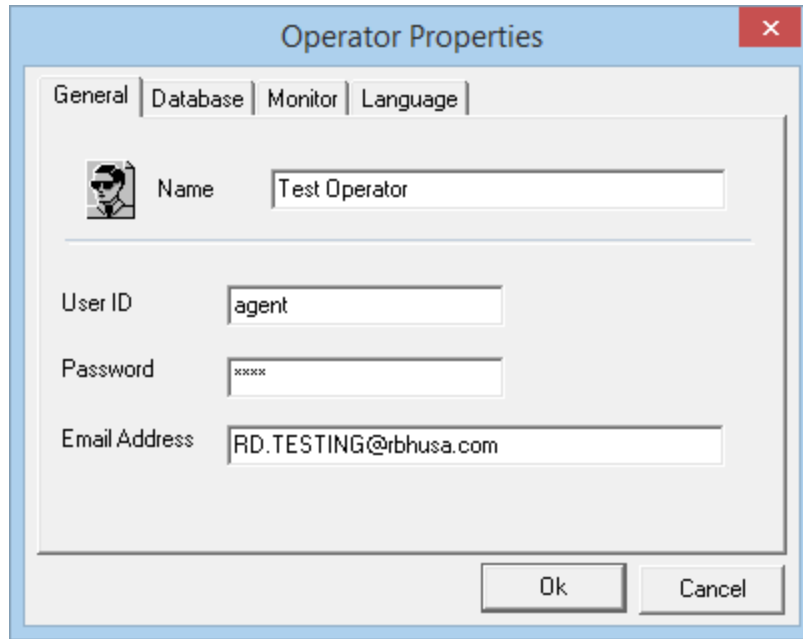 Operator Properties
General Database Monitor Language
Name Test Operator
User ID agent
Password ****
Email Address RD.TESTING@rbhusa.com
Ok Cancel